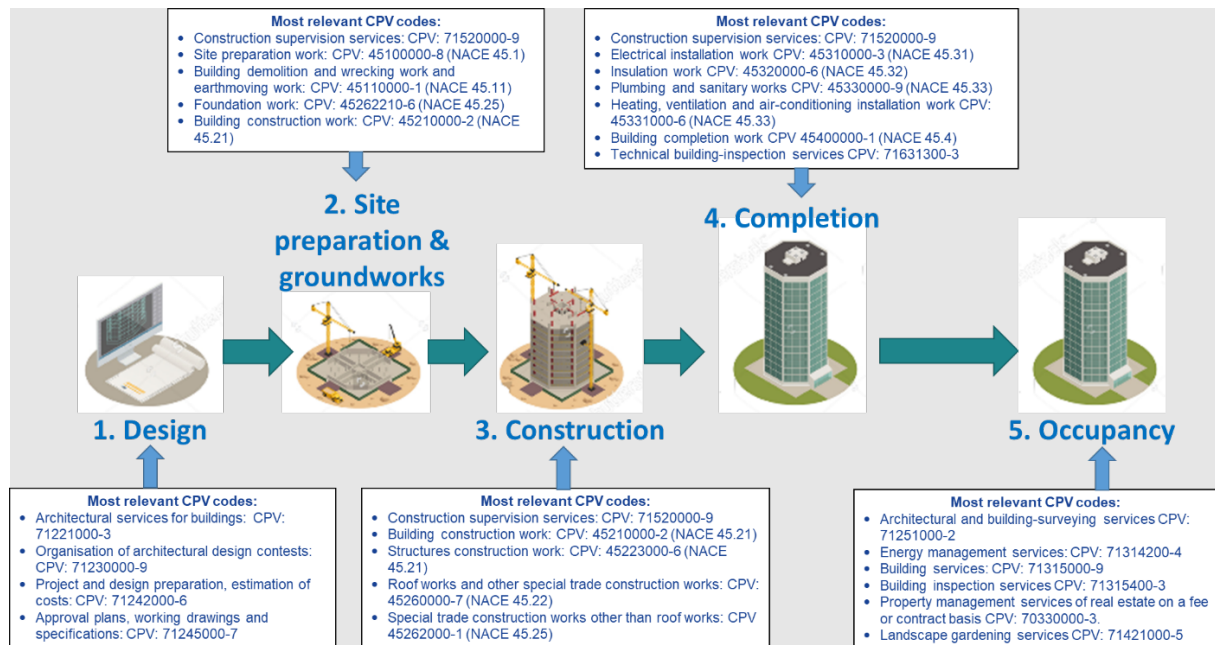 Most relevant CPV codes:
• Construction supervision services: CPV: 71520000-9
• Site preparation work: CPV: 45100000-8 (NACE 45.1)
• Building demolition and wrecking work and
earthmoving work: CPV: 45110000-1 (NACE 45.11)
• Foundation work: CPV: 45262210-6 (NACE 45.25)
• Building construction work: CPV: 45210000-2 (NACE
45.21)
Most relevant CPV codes:
• Construction supervision services: CPV: 71520000-9
• Electrical installation work CPV: 45310000-3 (NACE 45.31)
• Insulation work CPV: 45320000-6 (NACE 45.32)
• Plumbing and sanitary works CPV: 45330000-9 (NACE 45.33)
• Heating, ventilation and air-conditioning installation work CPV:
45331000-6 (NACE 45.33)
• Building completion work CPV 45400000-1 (NACE 45.4)
• Technical building-inspection services CPV: 71631300-3
2. Site
preparation &
groundworks
4. Completion
1. Design
3. Construction
5. Occupancy
Most relevant CPV codes:
• Architectural services for buildings: CPV:
71221000-3
• Organisation of architectural design contests:
CPV: 71230000-9
• Project and design preparation, estimation of
costs: CPV: 71242000-6
• Approval plans, working drawings and
specifications: CPV: 71245000-7
Most relevant CPV codes:
• Construction supervision services: CPV: 71520000-9
• Building construction work: CPV: 45210000-2 (NACE 45.21)
• Structures construction work: CPV: 45223000-6 (NACE
45.21)
• Roof works and other special trade construction works: CPV:
45260000-7 (NACE 45.22)
• Special trade construction works other than roof works: CPV
45262000-1 (NACE 45.25)
Most relevant CPV codes:
• Architectural and building-surveying services CPV:
71251000-2
• Energy management services: CPV: 71314200-4
• Building services: CPV: 71315000-9
• Building inspection services CPV: 71315400-3
• Property management services of real estate on a fee
or contract basis CPV: 70330000-3.
• Landscape gardening services CPV: 71421000-5